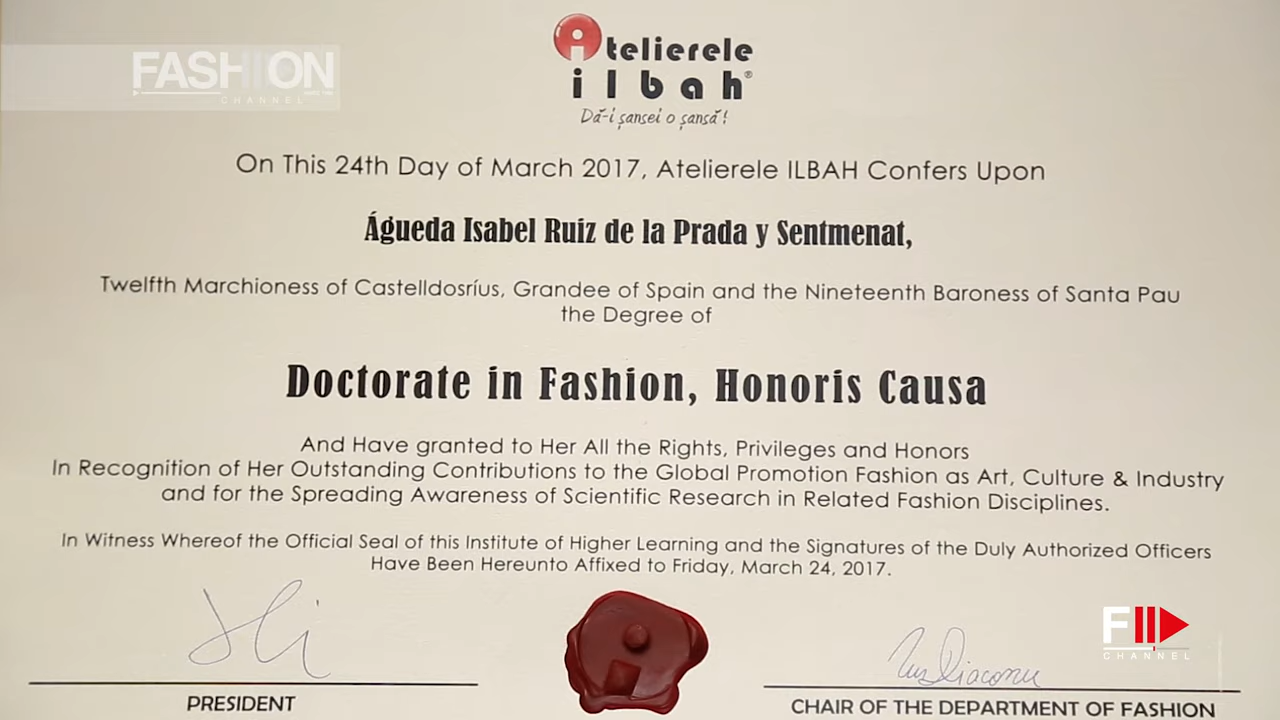 FASHION
CHANNEL
itelierele
ilbah®
Dă-i șansei o șansă!
On This 24th Day of March 2017, Atelierele ILBAH Confers Upon
Águeda Isabel Ruiz de la Prada y Sentmenat,
Twelfth Marchioness of Castelldosríus, Grandee of Spain and the Nineteenth Baroness of Santa Pau
the Degree of
Doctorate in Fashion, Honoris Causa
And Have granted to Her All the Rights, Privileges and Honors
In Recognition of Her Outstanding Contributions to the Global Promotion Fashion as Art, Culture & Industry
and for the Spreading Awareness of Scientific Research in Related Fashion Disciplines.
In Witness Whereof the Official Seal of this Institute of Higher Learning and the Signatures of the Duly Authorized Officers
Have Been Hereunto Affixed to Friday, March 24, 2017.
PRESIDENT
CHAIR OF THE DEPARTMENT OF FASHION
F
CHANNEL